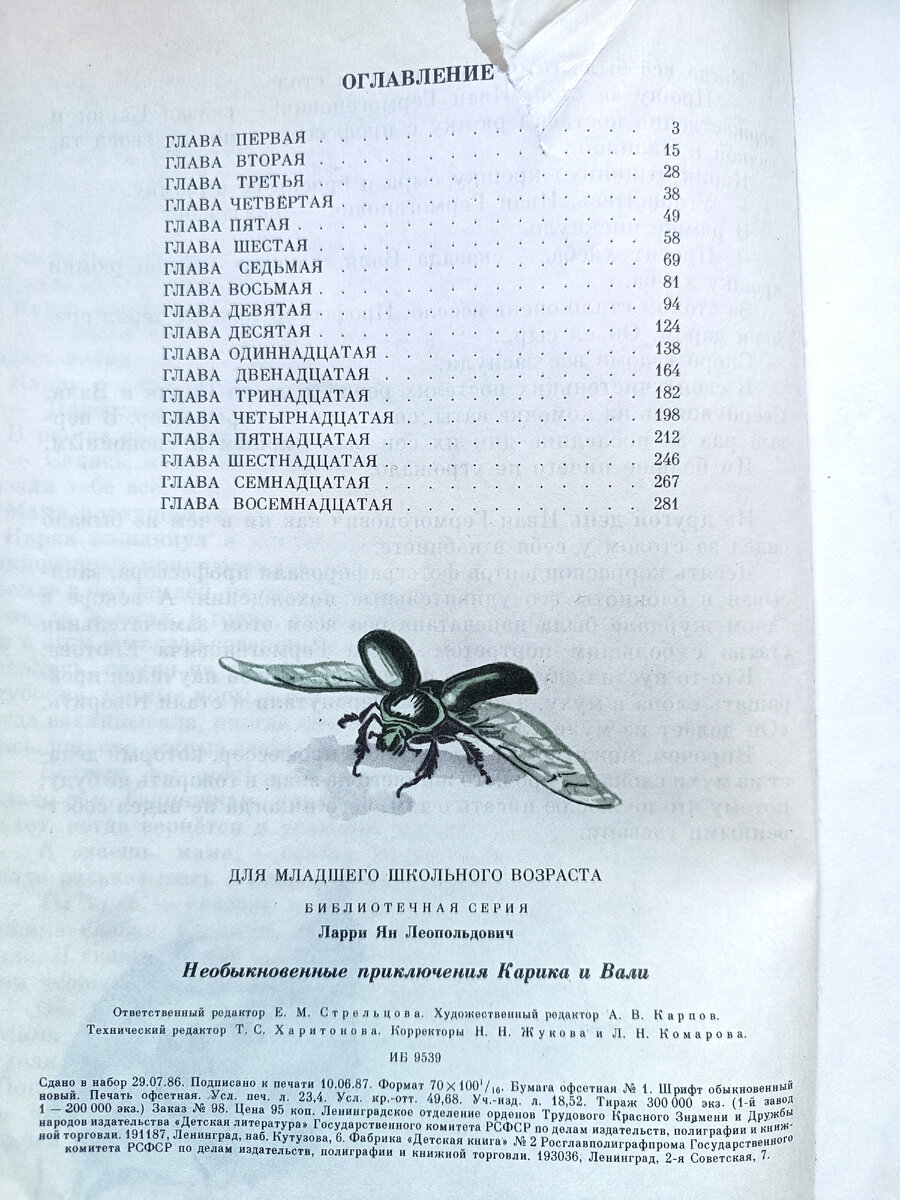 ОГЛАВЛЕНИЕ
ГЛАВА ПЕРВАЯ . . . . . . . . . . . . . . . 3
ГЛАВА ВТОРАЯ . . . . . . . . . . . . . . . 15
ГЛАВА ТРЕТЬЯ . . . . . . . . . . . . . . . 28
ГЛАВА ЧЕТВЁРТАЯ . . . . . . . . . . . . . . 38
ГЛАВА ПЯТАЯ . . . . . . . . . . . . . . . 49
ГЛАВА ШЕСТАЯ . . . . . . . . . . . . . . . 58
ГЛАВА СЕДЬМАЯ . . . . . . . . . . . . . . 69
ГЛАВА ВОСЬМАЯ . . . . . . . . . . . . . . 81
ГЛАВА ДЕВЯТАЯ . . . . . . . . . . . . . . 94
ГЛАВА ДЕСЯТАЯ . . . . . . . . . . . . . . 124
ГЛАВА ОДИННАДЦАТАЯ . . . . . . . . . . . . 138
ГЛАВА ДВЕНАДЦАТАЯ . . . . . . . . . . . . 164
ГЛАВА ТРИНАДЦАТАЯ . . . . . . . . . . . . 182
ГЛАВА ЧЕТЫРНАДЦАТАЯ . . . . . . . . . . . 198
ГЛАВА ПЯТНАДЦАТАЯ . . . . . . . . . . . . 212
ГЛАВА ШЕСТНАДЦАТАЯ . . . . . . . . . . . . 246
ГЛАВА СЕМНАДЦАТАЯ . . . . . . . . . . . . 267
ГЛАВА ВОСЕМНАДЦАТАЯ . . . . . . . . . . . 281
ДЛЯ МЛАДШЕГО ШКОЛЬНОГО ВОЗРАСТА
БИБЛИОТЕЧНАЯ СЕРИЯ
Ларри Ян Леопольдович
Необыкновенные приключения Карика и Вали
Ответственный редактор Е. М. Стрельцова. Художественный редактор А. В. Карпов.
Технический редактор Т. С. Харитонова. Корректоры Н. Н. Жукова и Л. Н. Комарова.
ИБ 9539
Сдано в набор 29.07.86. Подписано к печати 10.06.87. Формат 70×100¹/₁₆. Бумага офсетная № 1. Шрифт обыкновенный
новый. Печать офсетная. Усл. печ. л. 23,4. Усл. кр.-отт. 49,68. Уч.-изд. л. 18,52. Тираж 300 000 экз. (1-й завод
1 — 200 000 экз.) Заказ № 98. Цена 95 коп. Ленинградское отделение орденов Трудового Красного Знамени и Дружбы
народов издательства «Детская литература» Государственного комитета РСФСР по делам издательств, полиграфии и книж-
ной торговли. 191187, Ленинград, наб. Кутузова, 6. Фабрика «Детская книга» № 2 Росглавполиграфпрома Государственного
комитета РСФСР по делам издательств, полиграфии и книжной торговли. 193036, Ленинград, 2-я Советская, 7.